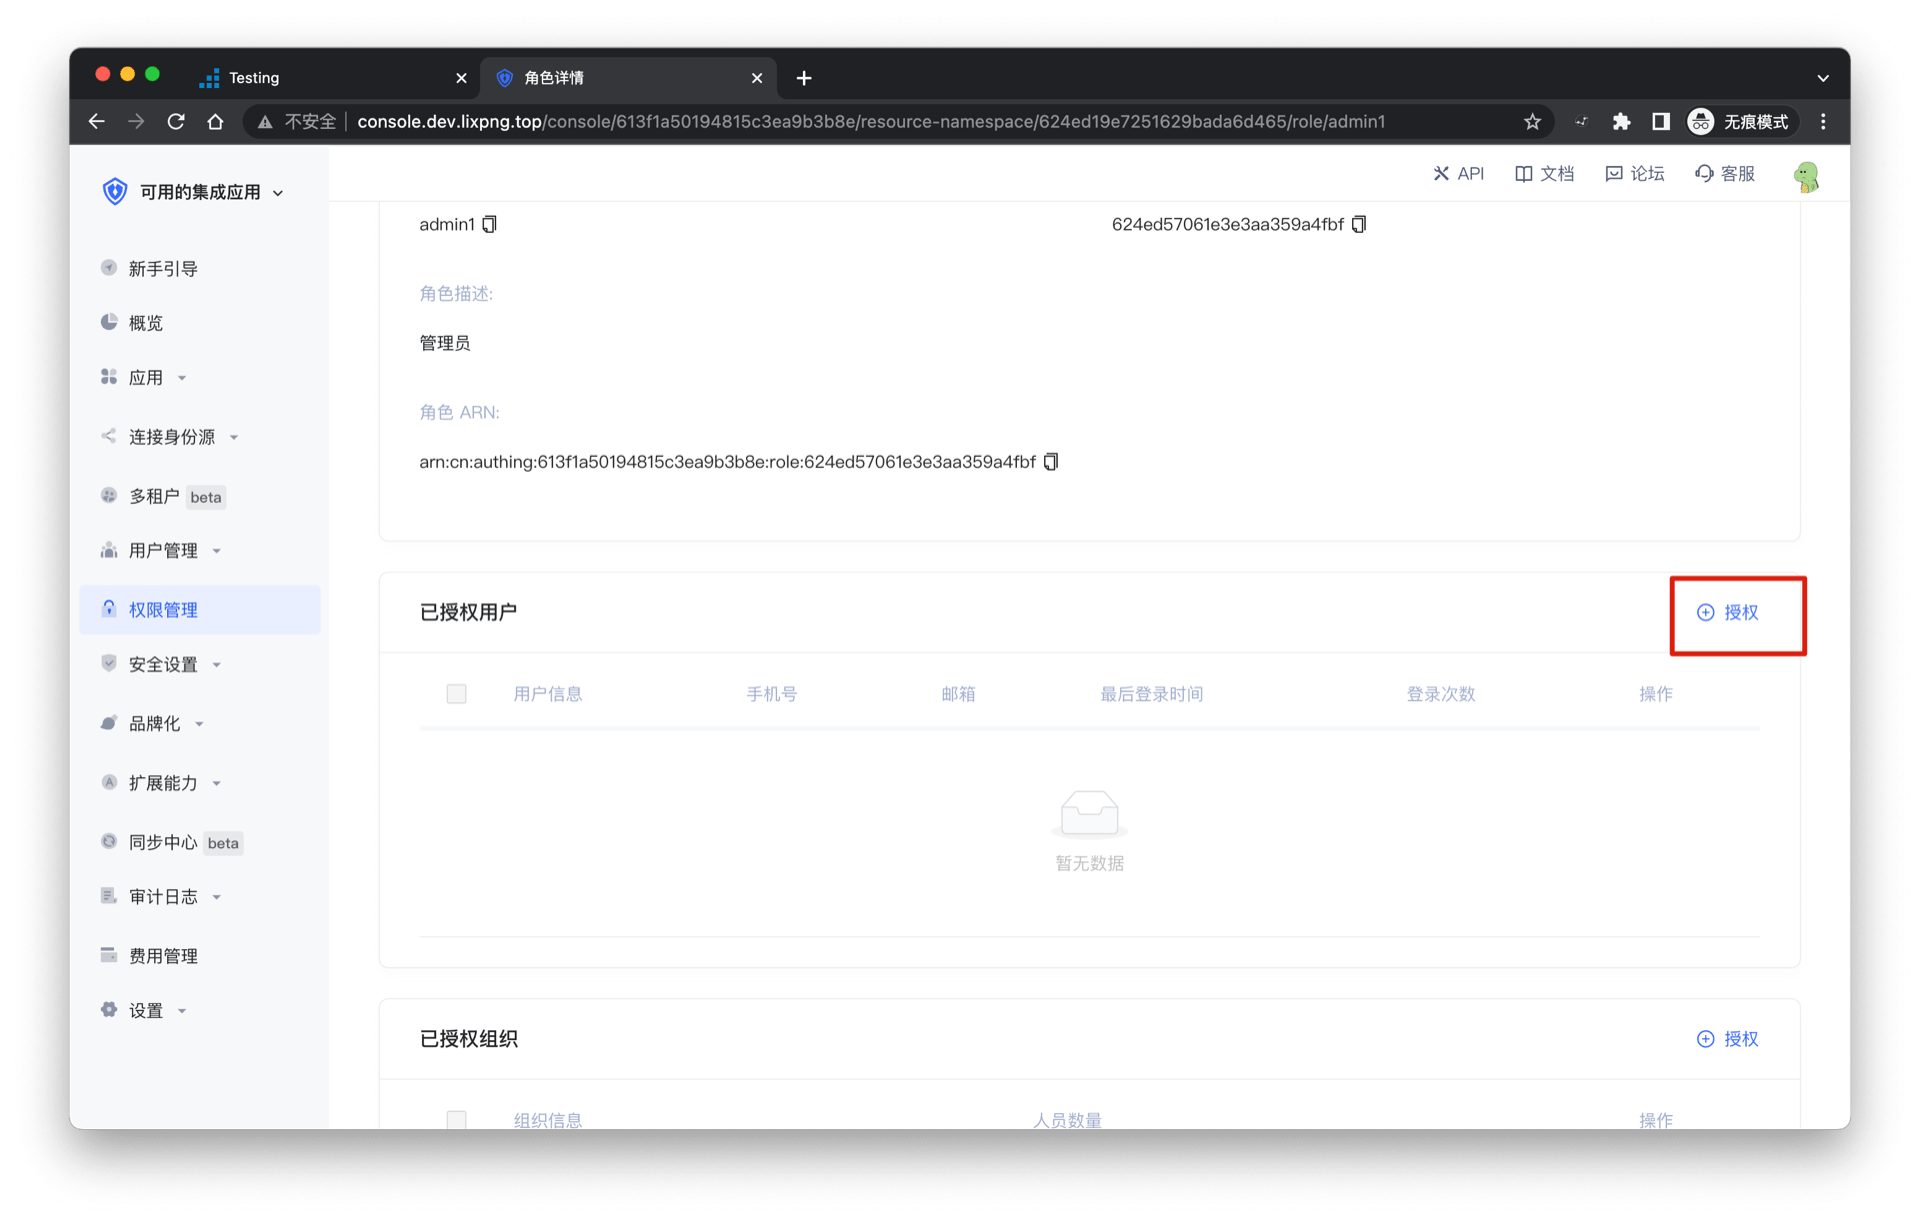 Testing
角色详情
不安全
console.dev.lixpng.top/console/613f1a50194815c3ea9b3b8e/resource-namespace/624ed19e7251629bada6d465/role/admin1
无痕模式
可用的集成应用
API
文档
论坛
客服
新手引导
概览
应用
连接身份源
多租户 beta
用户管理
权限管理
安全设置
品牌化
扩展能力
同步中心 beta
审计日志
费用管理
设置
admin1
624ed57061e3e3aa359a4fbf
角色描述:
管理员
角色 ARN:
arn:cn:authing:613f1a50194815c3ea9b3b8e:role:624ed57061e3e3aa359a4fbf
已授权用户
授权
用户信息 手机号 邮箱 最后登录时间 登录次数 操作
暂无数据
已授权组织
授权
组织信息 人员数量 操作